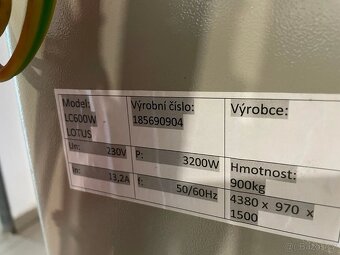 Model:
LC600W
LOTUS
Výrobní číslo:
185690904
Výrobce:
Un: 230V
P: 3200W
In: 13,2A
f: 50/60Hz
Hmotnost:
900kg
4380 x 970 x
1500